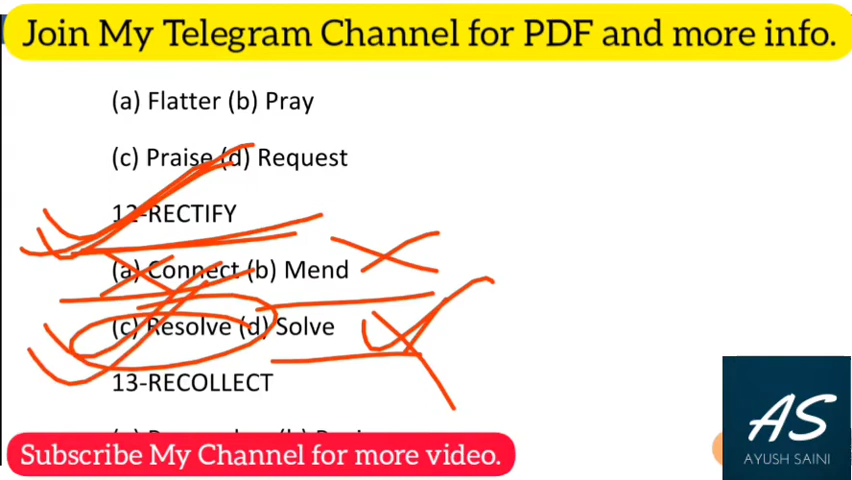 Join My Telegram Channel for PDF and more info.
(a) Flatter (b) Pray
(c) Praise (d) Request
12-RECTIFY
(a) Connect (b) Mend
(c) Resolve (d) Solve
13-RECOLLECT
Subscribe My Channel for more video.
AS
AYUSH SAINI